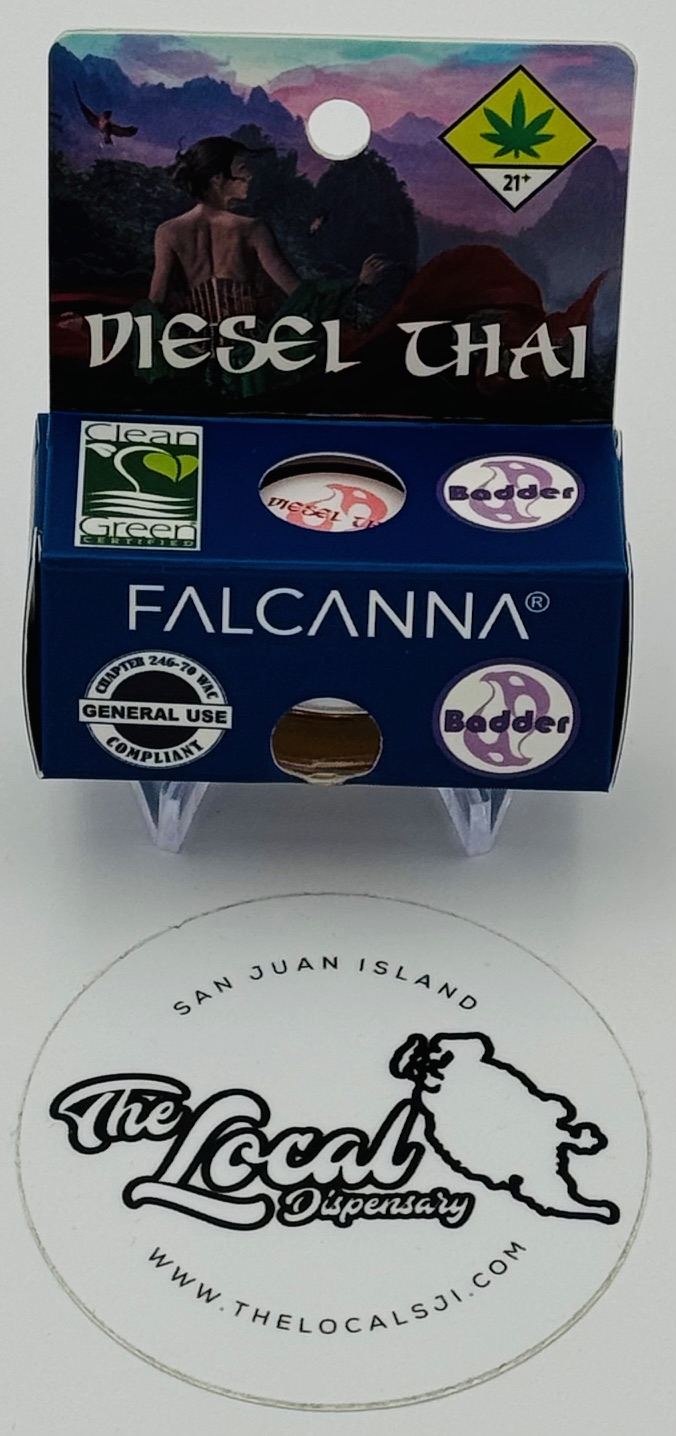 21+
DIESEL THAI
Clean
Green
CERTIFIED
DIESEL
Badder
FALCANNA®
CHAPTER 246-70 WAC
GENERAL USE
COMPLIANT
Badder
SAN JUAN ISLAND
The Local
Dispensary
WWW.THELOCALSJI.COM